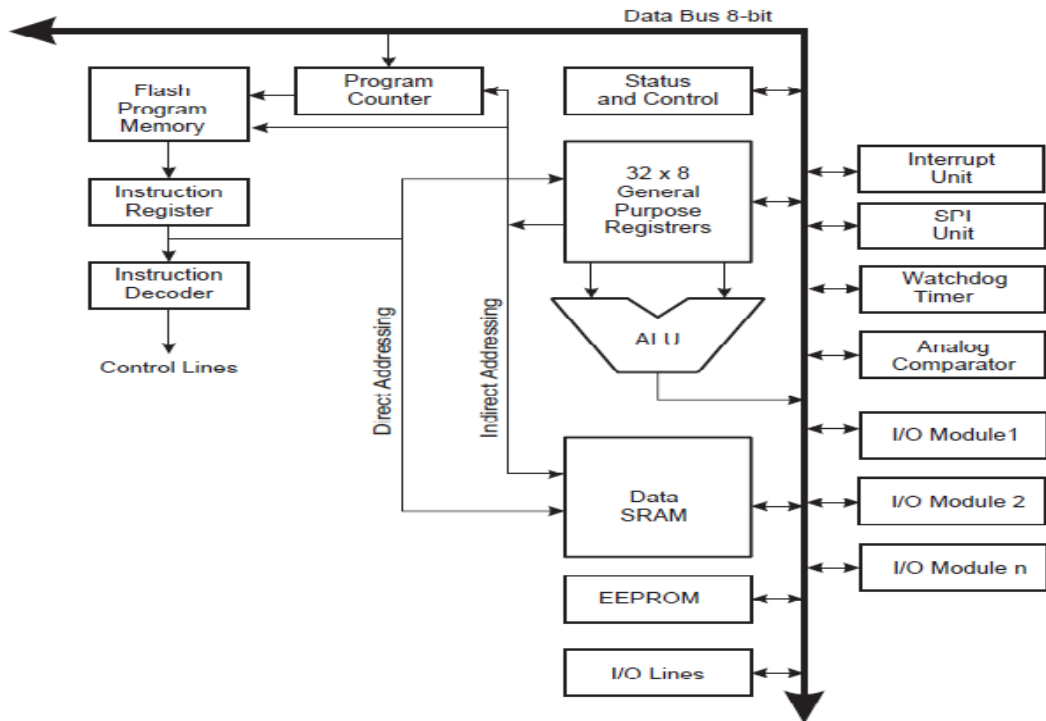 Data Bus 8-bit
Flash
Program
Memory
Program
Counter
Status
and Control
Interrupt
Unit
32 x 8
General
Purpose
Registrers
Instruction
Register
SPI
Unit
Instruction
Decoder
Watchdog
Timer
Direct Addressing
Indirect Addressing
ALU
Analog
Comparator
Control Lines
I/O Module1
Data
SRAM
I/O Module 2
I/O Module n
EEPROM
I/O Lines